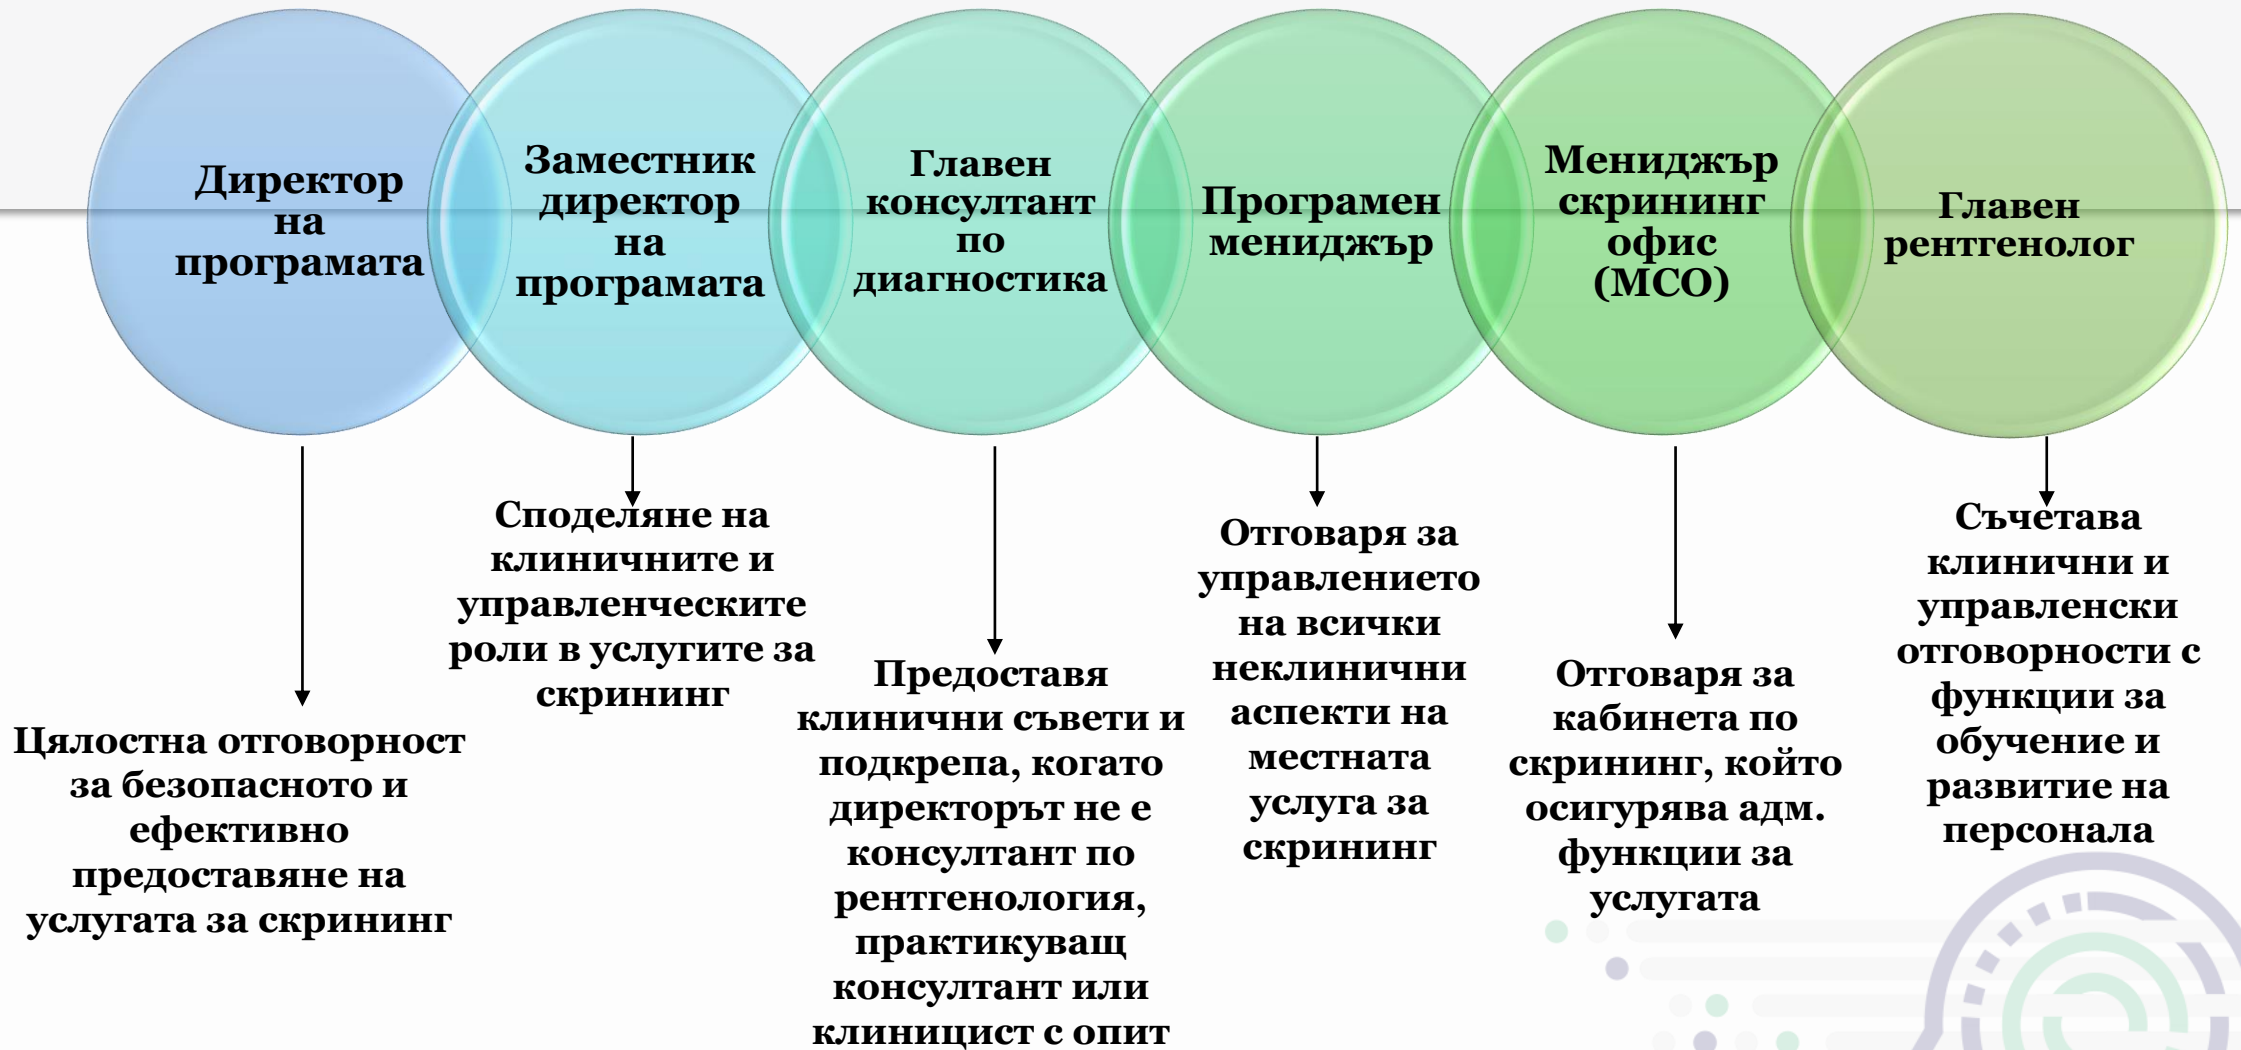 Директор
на
програмата
Заместник
директор
на
програмата
Главен
консултант
по
диагностика
Програмен
мениджър
Мениджър
скрининг
офис
(МСО)
Главен
рентгенолог
Цялостна отговорност
за безопасното и
ефективно
предоставяне на
услугата за скрининг
Споделяне на
клиничните и
управленческите
роли в услугите за
скрининг
Предоставя
клинични съвети и
подкрепа, когато
директорът не е
консултант по
рентгенология,
практикуващ
консултант или
клиницист с опит
Отговаря за
управлението
на всички
неклинични
аспекти на
местната
услуга за
скрининг
Отговаря за
кабинета по
скрининг, който
осигурява адм.
функции за
услугата
Съчетава
клинични и
управленски
отговорности с
функции за
обучение и
развитие на
персонала